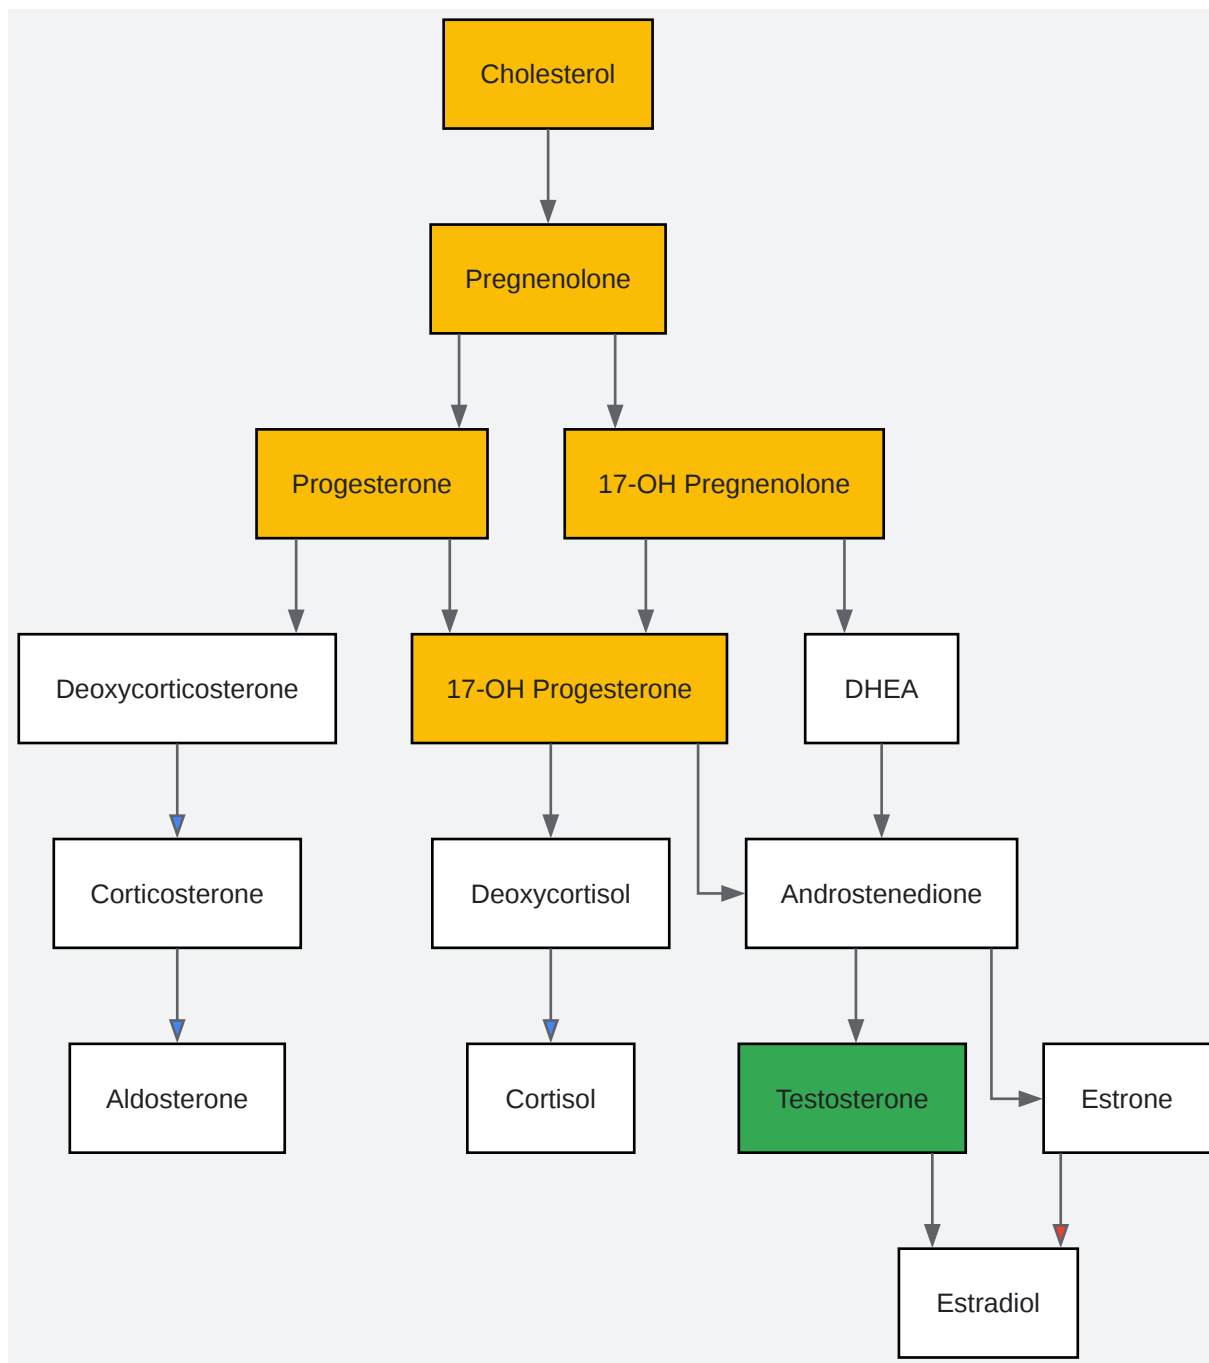 Cholesterol
Pregnenolone
Progesterone
17-OH Pregnenolone
Deoxycorticosterone
17-OH Progesterone
DHEA
Corticosterone
Deoxycortisol
Androstenedione
Aldosterone
Cortisol
Testosterone
Estrone
Estradiol